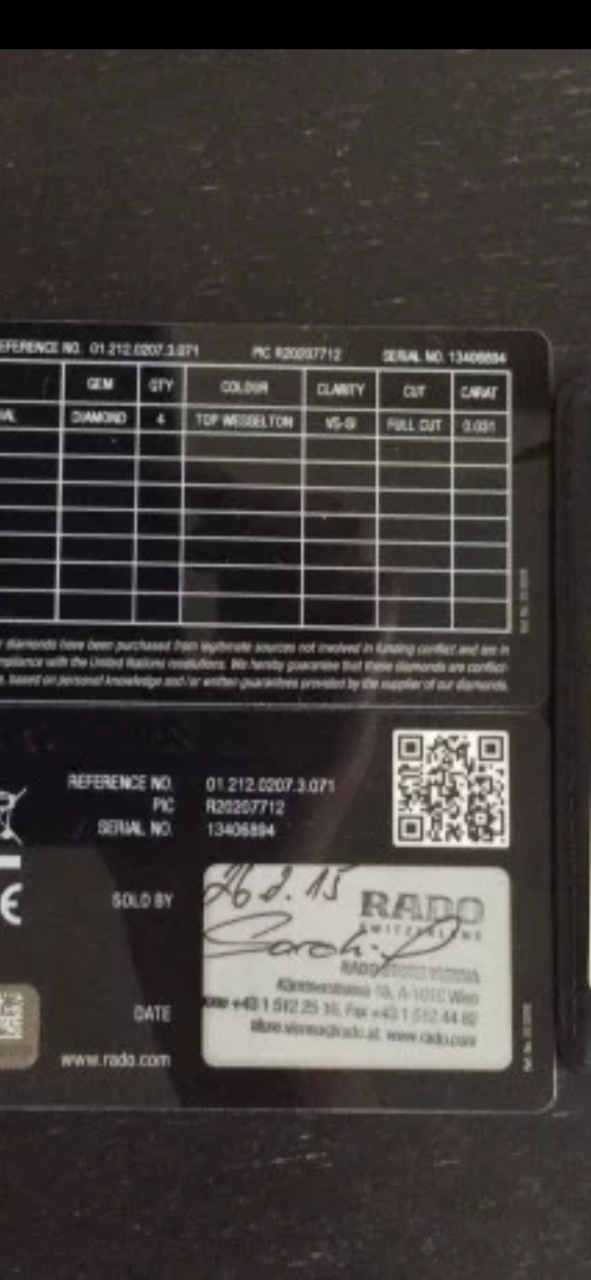 REFERENCE NO. 01.212.0207.3.071 PIC R20207712 SERIAL NO. 13406894
GEM QTY COLOUR CLARITY CUT CARAT
DIAMOND 4 TOP WESSELTON VS-SI FULL CUT 0.031
diamonds have been purchased from legitimate sources not involved in funding conflict and are in
compliance with the United Nations resolutions. We hereby guarantee that these diamonds are conflict-
based on personal knowledge and/or written guarantees provided by the supplier of our diamonds.
REFERENCE NO. 01.212.0207.3.071
PIC R20207712
SERIAL NO. 13406894
SOLD BY
RADO
SWITZERLAND
RADO STORE VIENNA
Kärntnerstrasse 18, A-1010 Wien
+43 1 512 25 16, Fax +43 1 512 44 82
store.vienna@rado.at, www.rado.com
DATE
www.rado.com